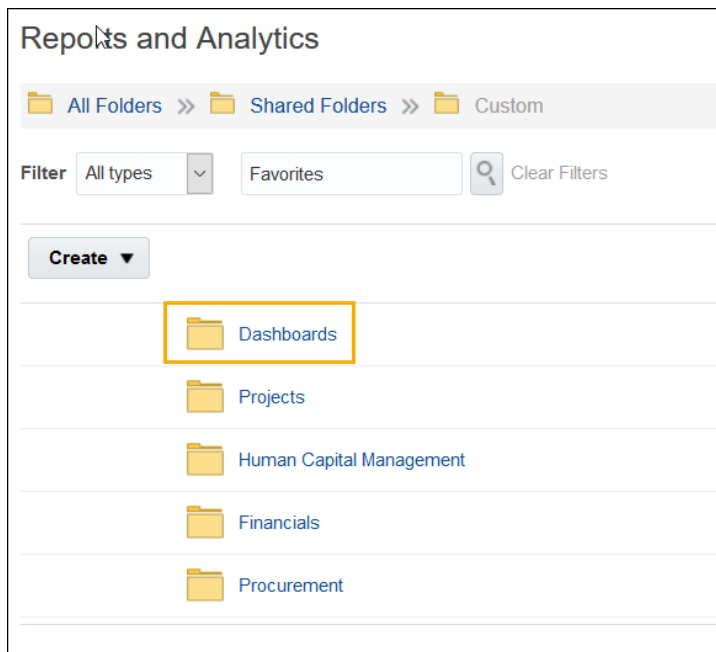 Reports and Analytics
All Folders Shared Folders Custom
Filter All types Favorites Clear Filters
Create
Dashboards
Projects
Human Capital Management
Financials
Procurement